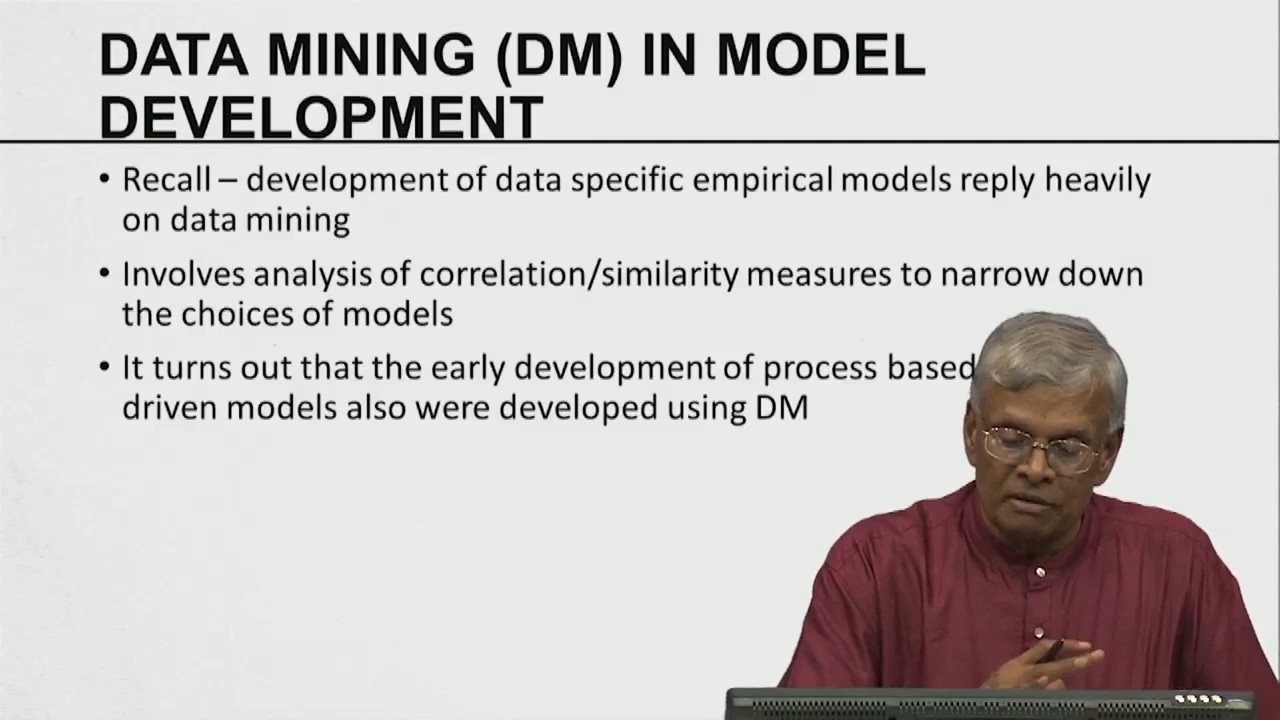 DATA MINING (DM) IN MODEL
DEVELOPMENT
• Recall – development of data specific empirical models reply heavily
on data mining
• Involves analysis of correlation/similarity measures to narrow down
the choices of models
• It turns out that the early development of process based
driven models also were developed using DM